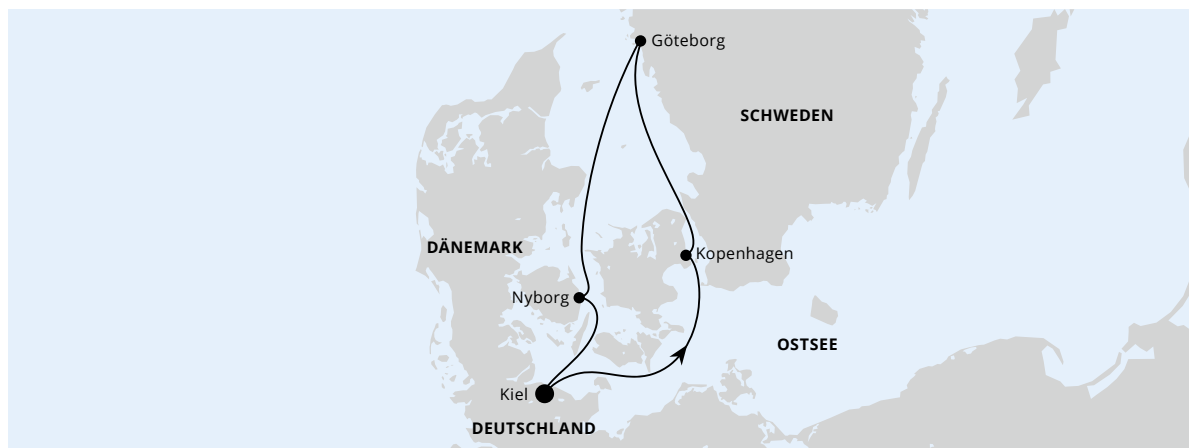 Göteborg
SCHWEDEN
DÄNEMARK
Kopenhagen
Nyborg
OSTSEE
Kiel
DEUTSCHLAND